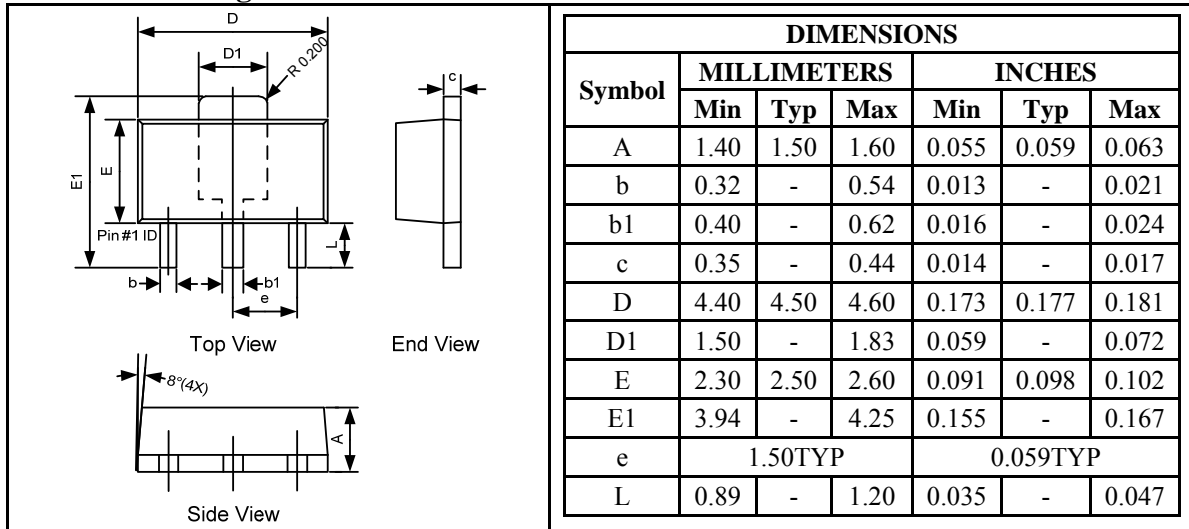 D
D1
R 0.200
c
E1
E
Pin#1 ID
L
b
b1
e
Top View
End View
8°(4X)
A
Side View
DIMENSIONS
Symbol MILLIMETERS INCHES
Min Typ Max Min Typ Max
A 1.40 1.50 1.60 0.055 0.059 0.063
b 0.32 - 0.54 0.013 - 0.021
b1 0.40 - 0.62 0.016 - 0.024
c 0.35 - 0.44 0.014 - 0.017
D 4.40 4.50 4.60 0.173 0.177 0.181
D1 1.50 - 1.83 0.059 - 0.072
E 2.30 2.50 2.60 0.091 0.098 0.102
E1 3.94 - 4.25 0.155 - 0.167
e 1.50TYP 0.059TYP
L 0.89 - 1.20 0.035 - 0.047